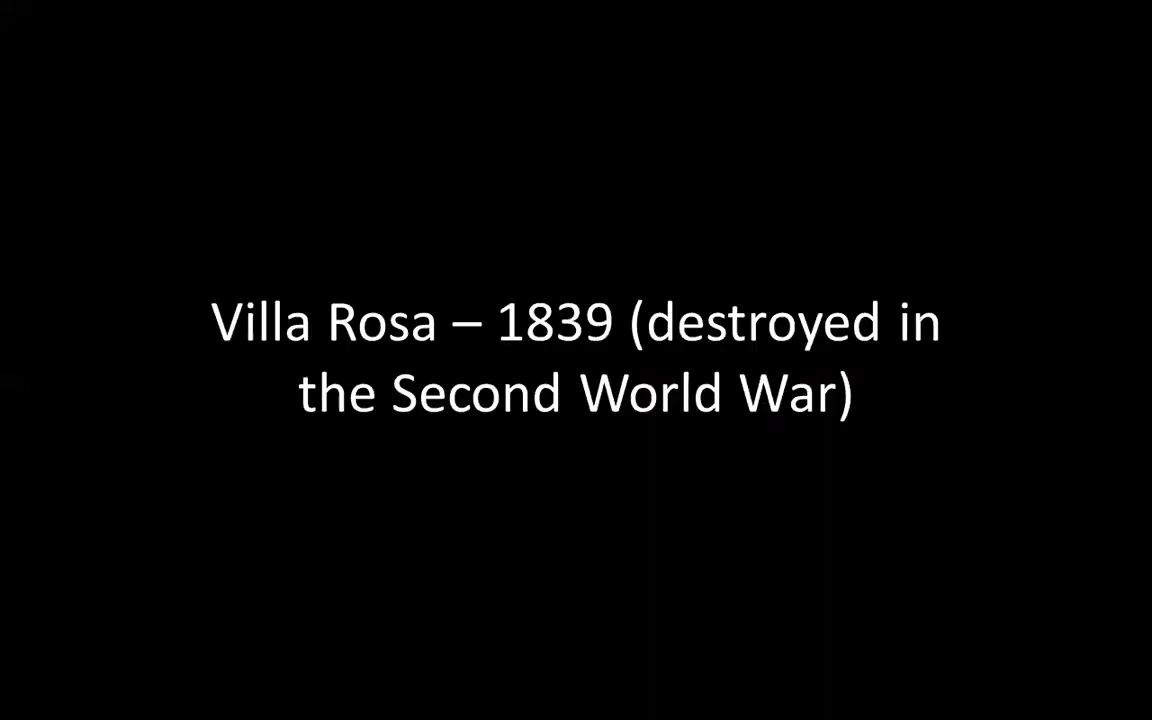 Villa Rosa – 1839 (destroyed in
the Second World War)